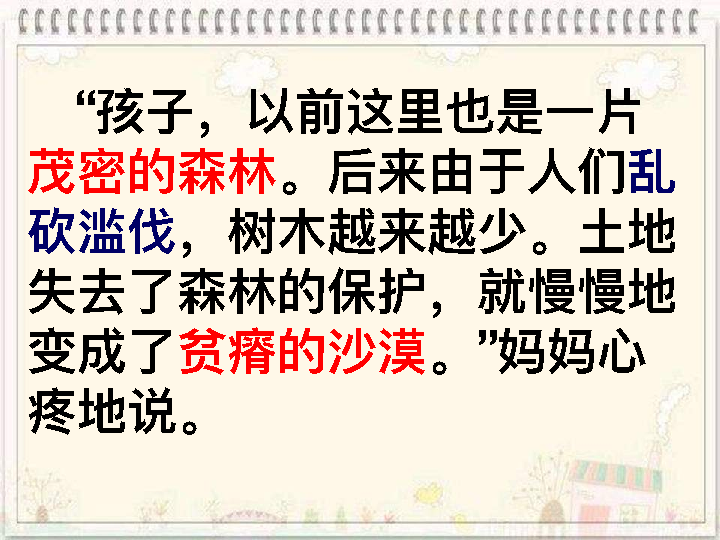 “孩子，以前这里也是一片
茂密的森林。后来由于人们乱
砍滥伐，树木越来越少。土地
失去了森林的保护，就慢慢地
变成了贫瘠的沙漠。”妈妈心
疼地说。